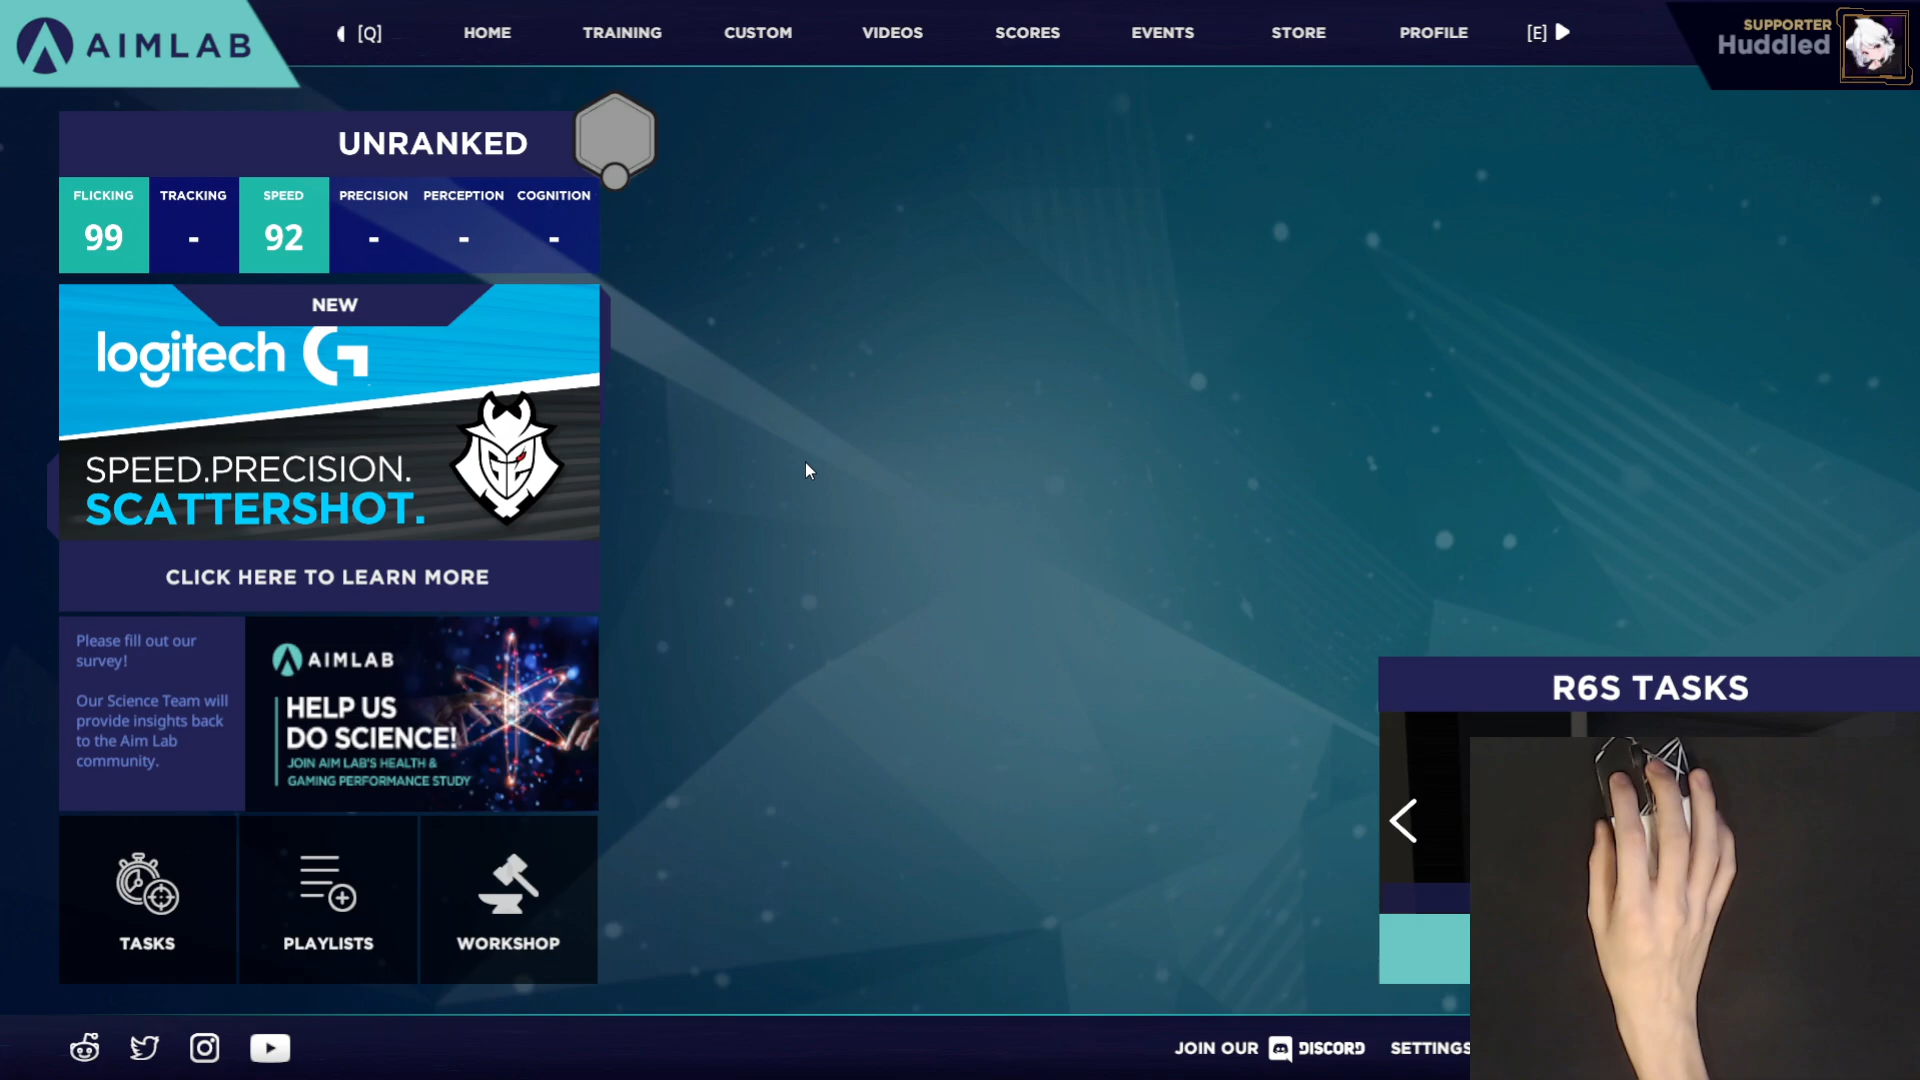 AIMLAB
[Q]
HOME
TRAINING
CUSTOM
VIDEOS
SCORES
EVENTS
STORE
PROFILE
[E]
SUPPORTER
Huddled
UNRANKED
FLICKING
TRACKING
SPEED
PRECISION
PERCEPTION
COGNITION
99
-
92
-
-
-
NEW
logitech G
SPEED.PRECISION.
SCATTERSHOT.
G2
CLICK HERE TO LEARN MORE
Please fill out our
survey!
Our Science Team will
provide insights back
to the Aim Lab
community.
AIMLAB
HELP US
DO SCIENCE!
JOIN AIM LAB'S HEALTH &
GAMING PERFORMANCE STUDY
TASKS
PLAYLISTS
WORKSHOP
R6S TASKS
JOIN OUR DISCORD
SETTINGS